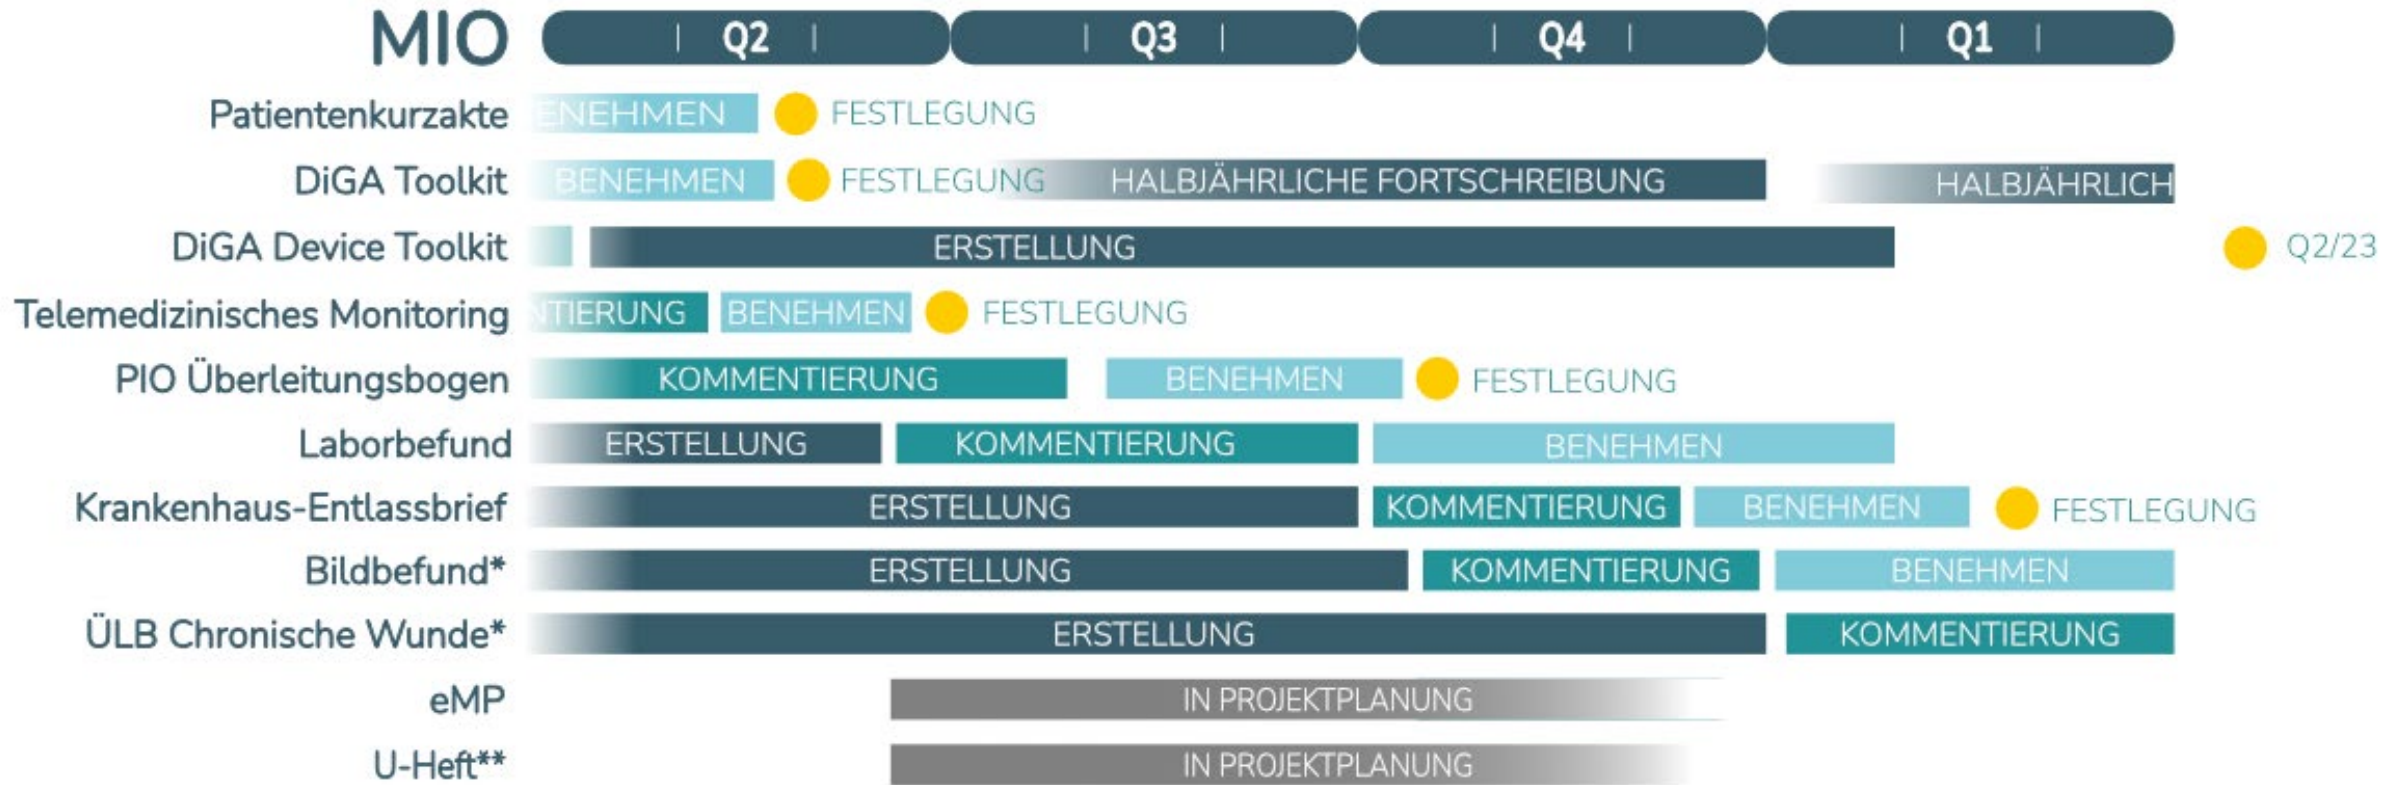 MIO Q2 Q3 Q4 Q1
Patientenkurzakte ENEHMEN FESTLEGUNG
DiGA Toolkit BENEHMEN FESTLEGUNG HALBJÄHRLICHE FORTSCHREIBUNG HALBJÄHRLICH
DiGA Device Toolkit ERSTELLUNG Q2/23
Telemedizinisches Monitoring NTIERUNG BENEHMEN FESTLEGUNG
PIO Überleitungsbogen KOMMENTIERUNG BENEHMEN FESTLEGUNG
Laborbefund ERSTELLUNG KOMMENTIERUNG BENEHMEN
Krankenhaus-Entlassbrief ERSTELLUNG KOMMENTIERUNG BENEHMEN FESTLEGUNG
Bildbefund* ERSTELLUNG KOMMENTIERUNG BENEHMEN
ÜLB Chronische Wunde* ERSTELLUNG KOMMENTIERUNG
eMP IN PROJEKTPLANUNG
U-Heft** IN PROJEKTPLANUNG